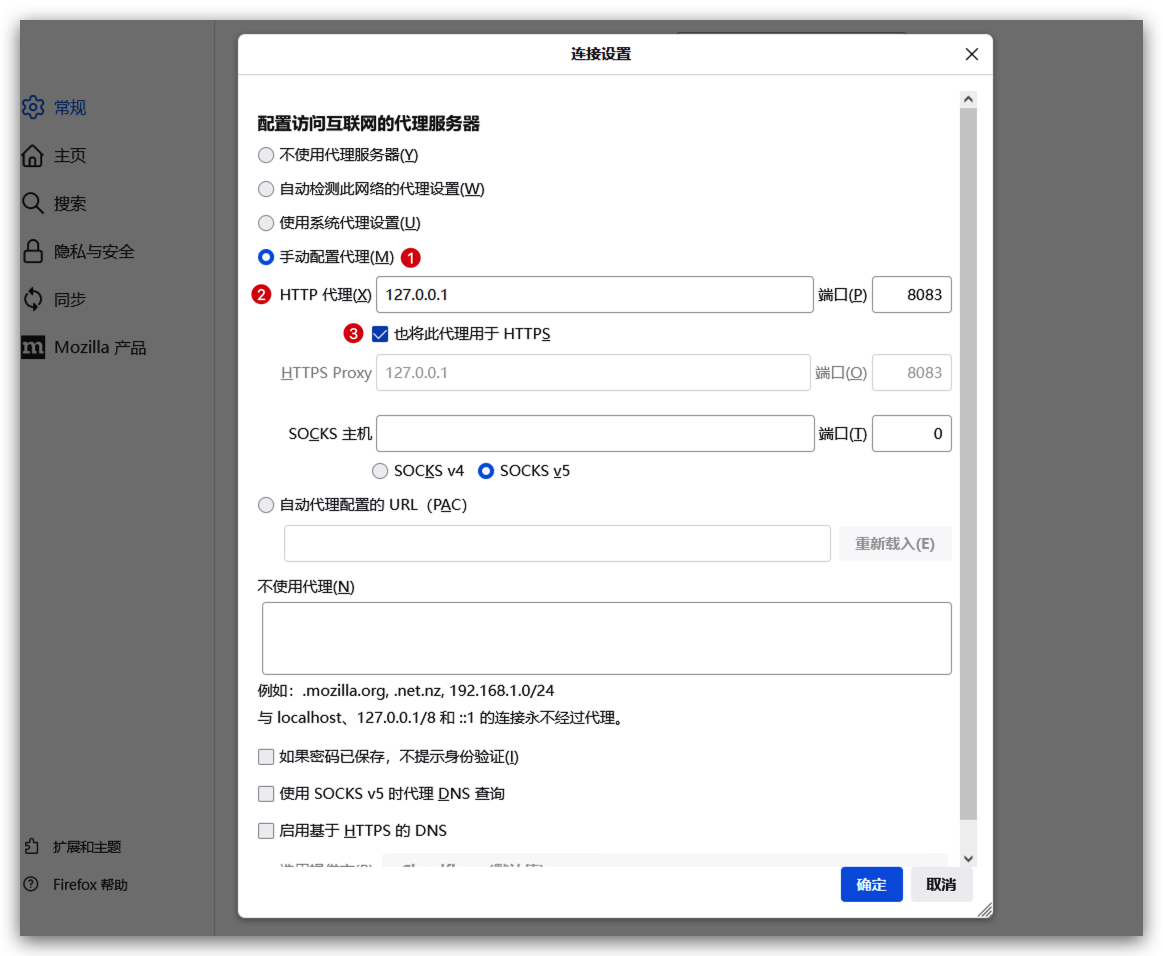 连接设置
常规
主页
搜索
隐私与安全
同步
m Mozilla 产品
扩展和主题
Firefox 帮助
配置访问互联网的代理服务器
不使用代理服务器(Y)
自动检测此网络的代理设置(W)
使用系统代理设置(U)
手动配置代理(M) 1
2 HTTP 代理(X) 127.0.0.1 端口(P) 8083
3 也将此代理用于 HTTPS
HTTPS Proxy 127.0.0.1 端口(O) 8083
SOCKS 主机 端口(T) 0
SOCKS v4 SOCKS v5
自动代理配置的 URL（PAC）
重新载入(E)
不使用代理(N)
例如：.mozilla.org, .net.nz, 192.168.1.0/24
与 localhost、127.0.0.1/8 和 ::1 的连接永不经过代理。
如果密码已保存，不提示身份验证(I)
使用 SOCKS v5 时代理 DNS 查询
启用基于 HTTPS 的 DNS
确定 取消